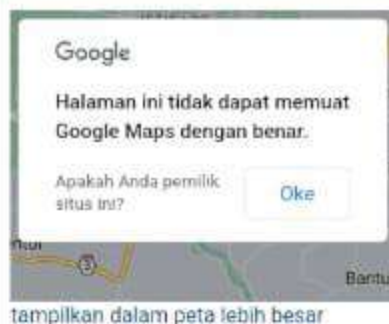 Google
Halaman ini tidak dapat memuat
Google Maps dengan benar.
Apakah Anda pemilik
situs ini?
Oke
3
Bantu
tampilkan dalam peta lebih besar